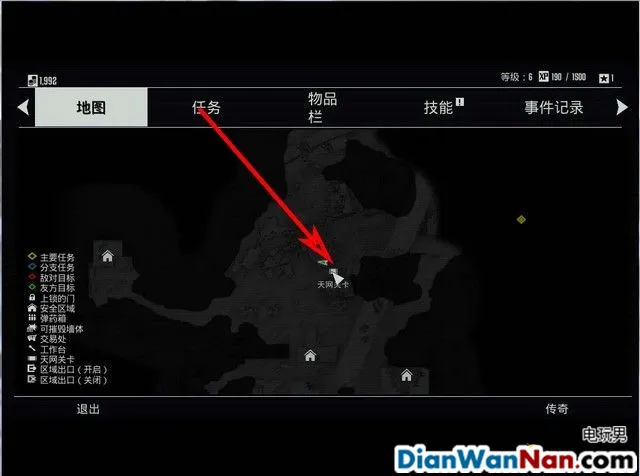 1,992
等级：6 XP 190 / 1500 1
地图 任务 物品栏 技能 ! 事件记录
天网关卡
主要任务
分支任务
敌对目标
友方目标
上锁的门
安全区域
弹药箱
可摧毁墙体
交易处
工作台
天网关卡
区域出口（开启）
区域出口（关闭）
退出 传奇
电玩男
DianWanNan.com